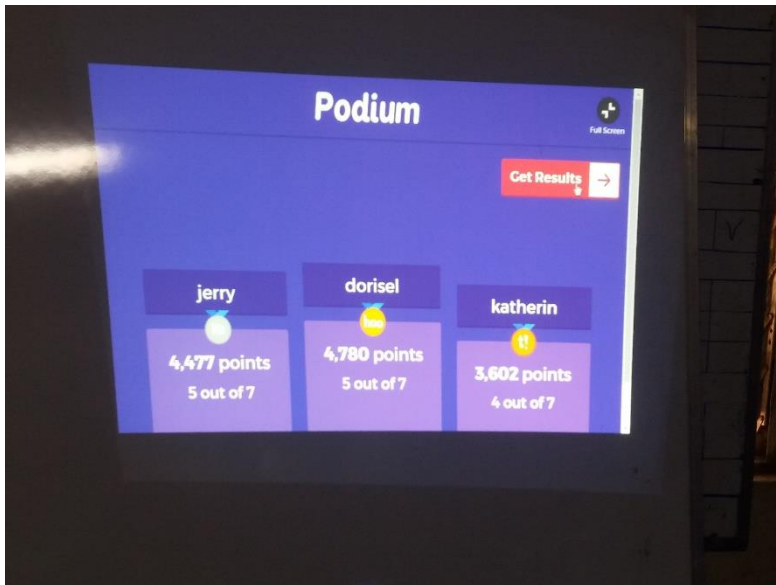 Podium
Full Screen
Get Results
jerry
4,477 points
5 out of 7
dorisel
hoo
4,780 points
5 out of 7
katherin
t!
3,602 points
4 out of 7